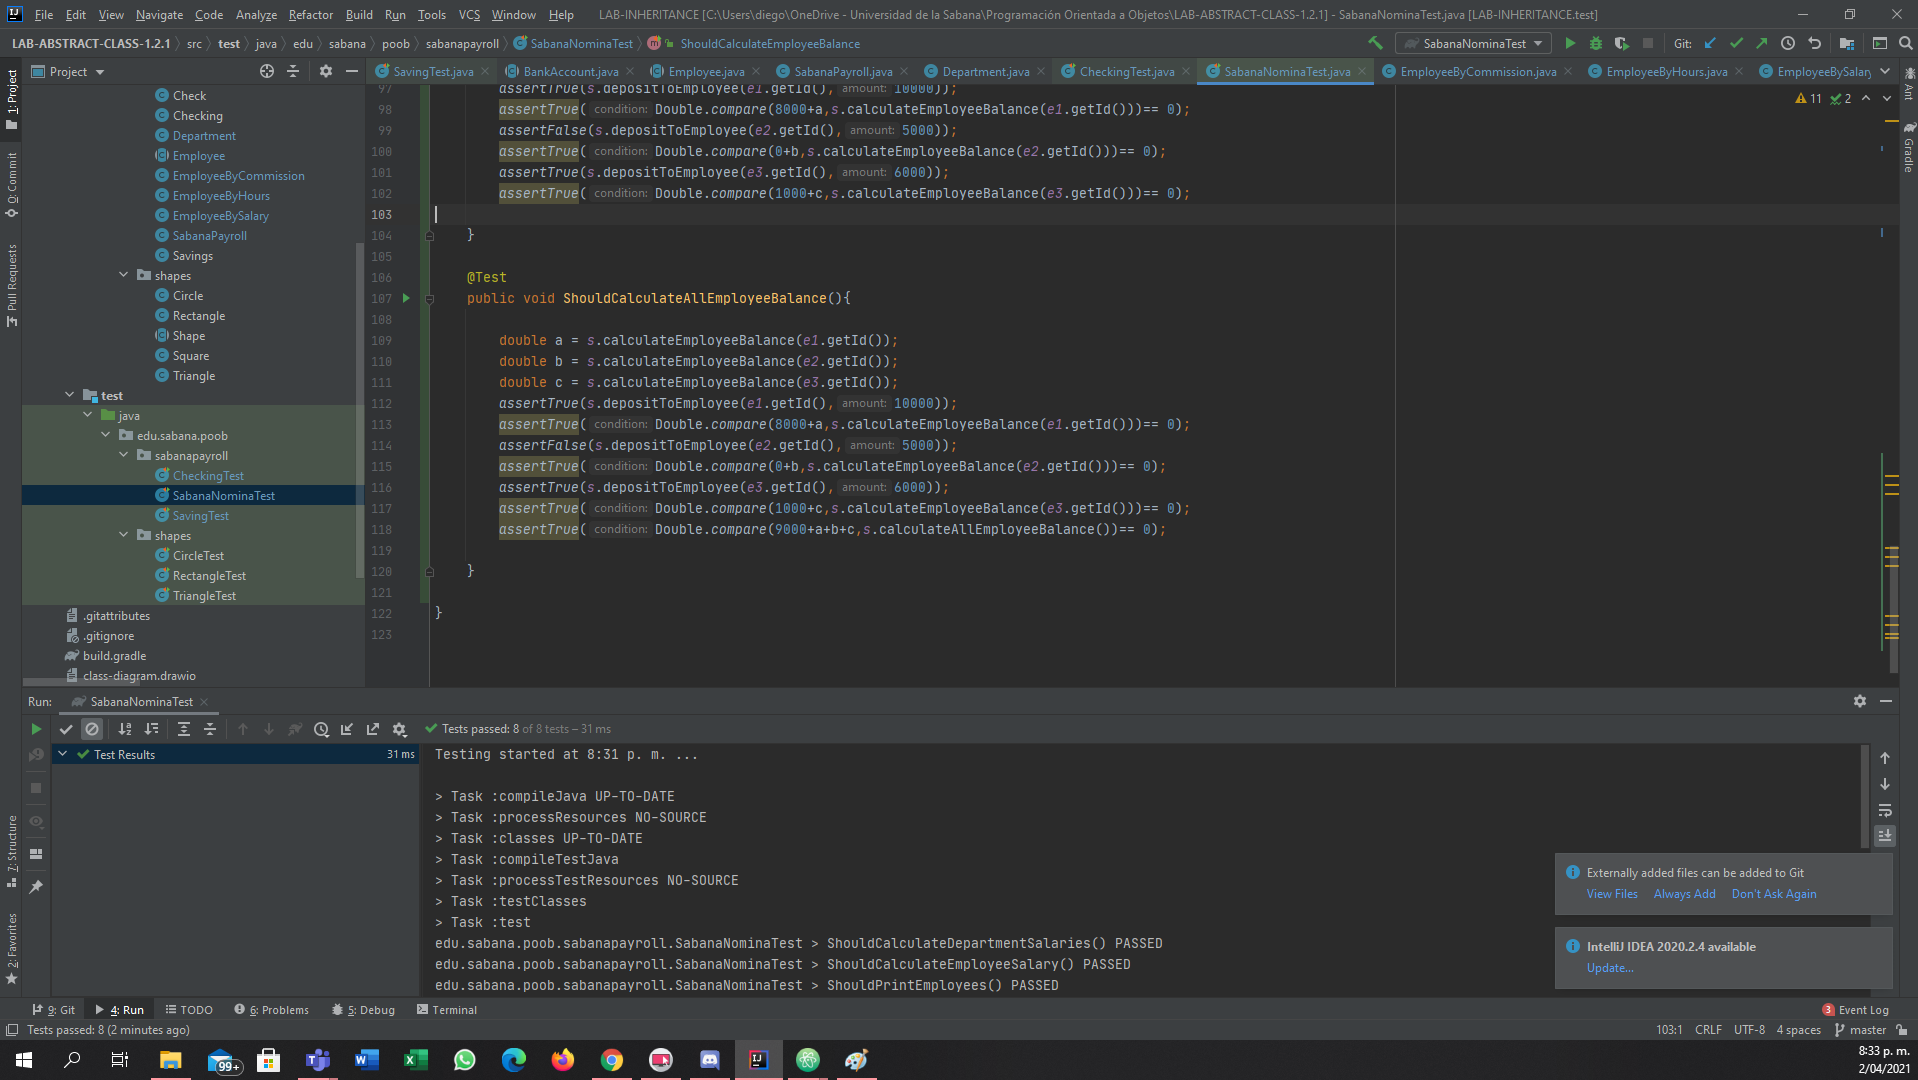 File Edit View Navigate Code Analyze Refactor Build Run Tools VCS Window Help LAB-INHERITANCE [C:\Users\diego\OneDrive - Universidad de la Sabana\Programación Orientada a Objetos\LAB-ABSTRACT-CLASS-1.2.1] - SabanaNominaTest.java [LAB-INHERITANCE.test]
LAB-ABSTRACT-CLASS-1.2.1 src test java edu sabana poob sabanapayroll SabanaNominaTest ShouldCalculateEmployeeBalance SabanaNominaTest Git:
Project SavingTest.java BankAccount.java Employee.java SabanaPayroll.java Department.java CheckingTest.java SabanaNominaTest.java EmployeeByCommission.java EmployeeByHours.java EmployeeBySalary
1: Project
0: Commit
Pull Requests
7: Structure
2: Favorites
Ant
Gradle
Check
Checking
Department
Employee
EmployeeByCommission
EmployeeByHours
EmployeeBySalary
SabanaPayroll
Savings
shapes
Circle
Rectangle
Shape
Square
Triangle
test
java
edu.sabana.poob
sabanapayroll
CheckingTest
SabanaNominaTest
SavingTest
shapes
CircleTest
RectangleTest
TriangleTest
.gitattributes
.gitignore
build.gradle
class-diagram.drawio
11 2
97 assertTrue(s.depositToEmployee(e1.getId(), amount: 10000));
98 assertTrue( condition: Double.compare(8000+a,s.calculateEmployeeBalance(e1.getId()))== 0);
99 assertFalse(s.depositToEmployee(e2.getId(), amount: 5000));
100 assertTrue( condition: Double.compare(0+b,s.calculateEmployeeBalance(e2.getId()))== 0);
101 assertTrue(s.depositToEmployee(e3.getId(), amount: 6000));
102 assertTrue( condition: Double.compare(1000+c,s.calculateEmployeeBalance(e3.getId()))== 0);
103
104 }
105
106 @Test
107 public void ShouldCalculateAllEmployeeBalance(){
108
109 double a = s.calculateEmployeeBalance(e1.getId());
110 double b = s.calculateEmployeeBalance(e2.getId());
111 double c = s.calculateEmployeeBalance(e3.getId());
112 assertTrue(s.depositToEmployee(e1.getId(), amount: 10000));
113 assertTrue( condition: Double.compare(8000+a,s.calculateEmployeeBalance(e1.getId()))== 0);
114 assertFalse(s.depositToEmployee(e2.getId(), amount: 5000));
115 assertTrue( condition: Double.compare(0+b,s.calculateEmployeeBalance(e2.getId()))== 0);
116 assertTrue(s.depositToEmployee(e3.getId(), amount: 6000));
117 assertTrue( condition: Double.compare(1000+c,s.calculateEmployeeBalance(e3.getId()))== 0);
118 assertTrue( condition: Double.compare(9000+a+b+c,s.calculateAllEmployeeBalance())== 0);
119
120 }
121
122 }
123
Run: SabanaNominaTest
Tests passed: 8 of 8 tests – 31 ms
Test Results 31 ms
Testing started at 8:31 p. m. ...
> Task :compileJava UP-TO-DATE
> Task :processResources NO-SOURCE
> Task :classes UP-TO-DATE
> Task :compileTestJava
> Task :processTestResources NO-SOURCE
> Task :testClasses
> Task :test
edu.sabana.poob.sabanapayroll.SabanaNominaTest > ShouldCalculateDepartmentSalaries() PASSED
edu.sabana.poob.sabanapayroll.SabanaNominaTest > ShouldCalculateEmployeeSalary() PASSED
edu.sabana.poob.sabanapayroll.SabanaNominaTest > ShouldPrintEmployees() PASSED
Externally added files can be added to Git
View Files Always Add Don't Ask Again
IntelliJ IDEA 2020.2.4 available
Update...
9: Git 4: Run TODO 6: Problems 5: Debug Terminal 3 Event Log
Tests passed: 8 (2 minutes ago) 103:1 CRLF UTF-8 4 spaces master
99+
8:33 p. m.
2/04/2021